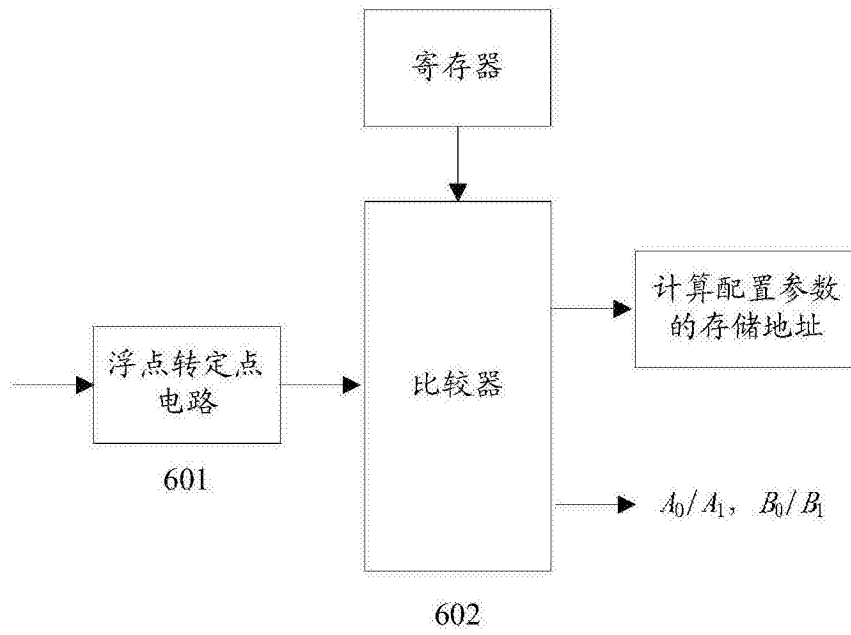 寄存器
计算配置参数
的存储地址
浮点转定点
电路
比较器
601
A₀/A₁, B₀/B₁
602